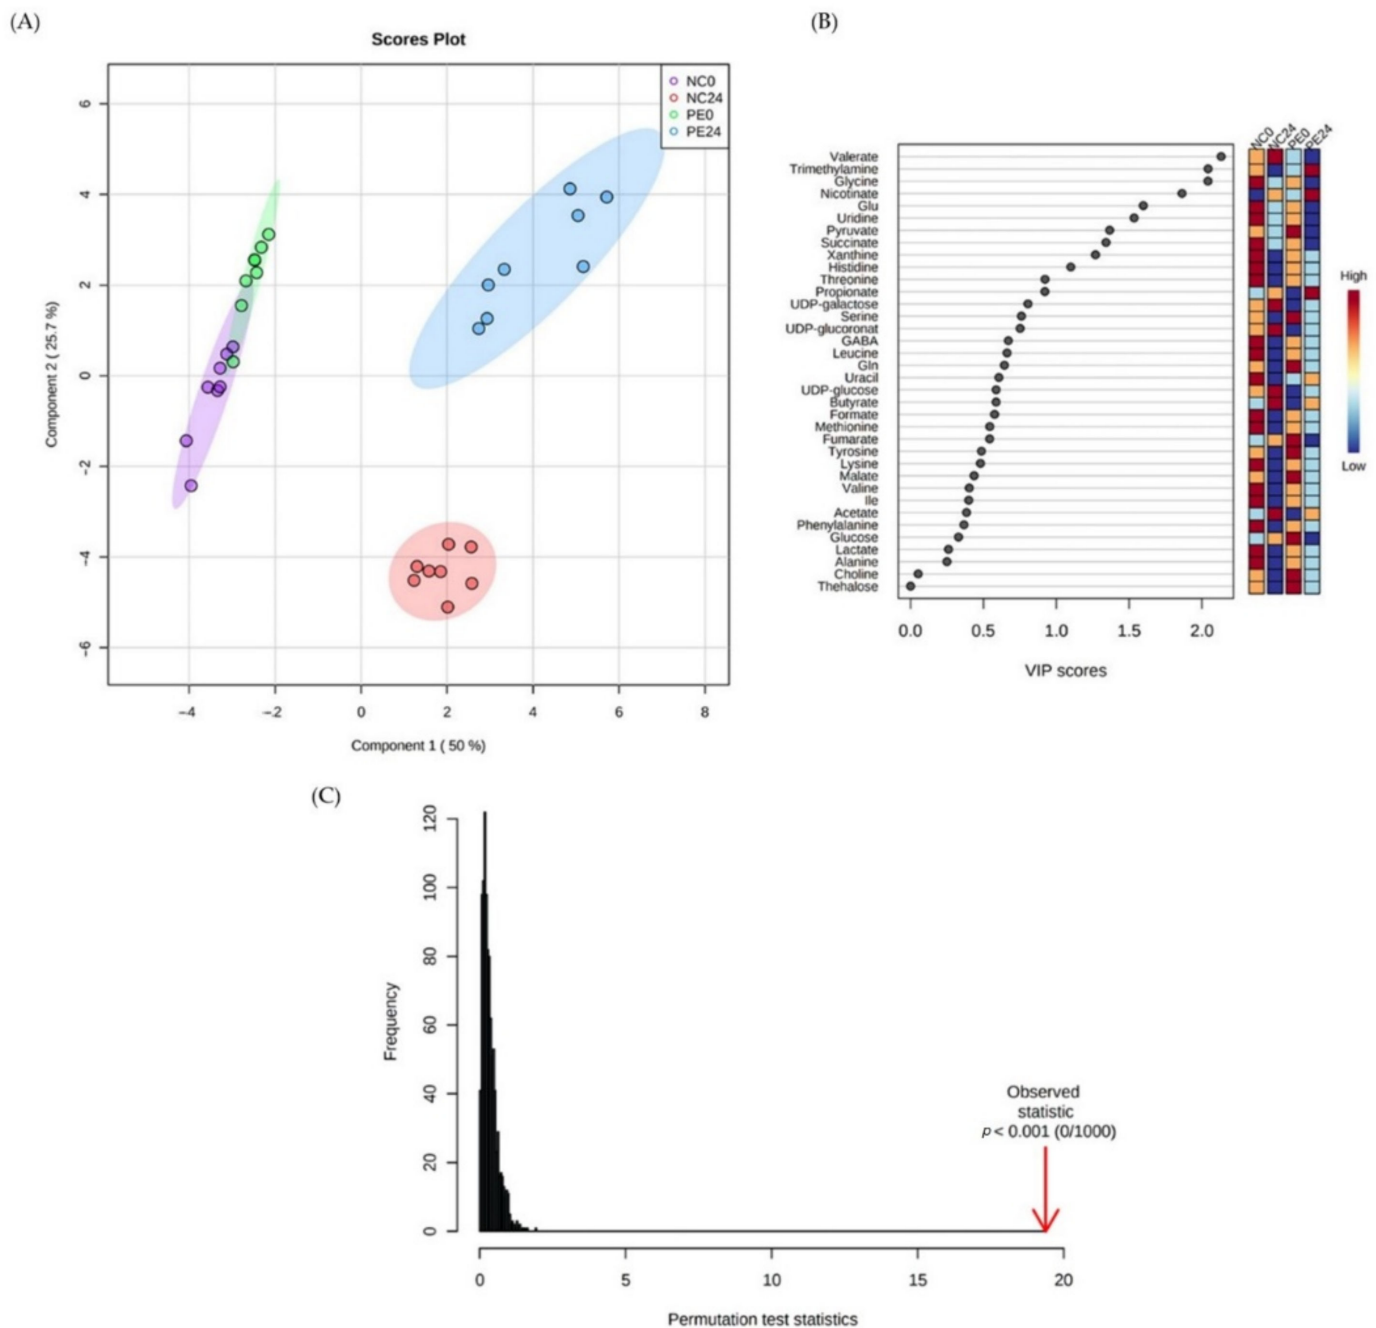 (A)
Scores Plot
NC0
NC24
PE0
PE24
6
4
2
0
−2
−4
−6
Component 2 ( 25.7 %)
−4 −2 0 2 4 6 8
Component 1 ( 50 %)
(B)
NC0 NC24 PE0 PE24
Valerate
Trimethylamine
Glycine
Nicotinate
Glu
Uridine
Pyruvate
Succinate
Xanthine
Histidine
Threonine
Propionate
UDP-galactose
Serine
UDP-glucoronat
GABA
Leucine
Gln
Uracil
UDP-glucose
Butyrate
Formate
Methionine
Fumarate
Tyrosine
Lysine
Malate
Valine
Ile
Acetate
Phenylalanine
Glucose
Lactate
Alanine
Choline
Thehalose
0.0 0.5 1.0 1.5 2.0
VIP scores
High
Low
(C)
120
100
80
60
40
20
0
Frequency
Observed
statistic
p < 0.001 (0/1000)
0 5 10 15 20
Permutation test statistics